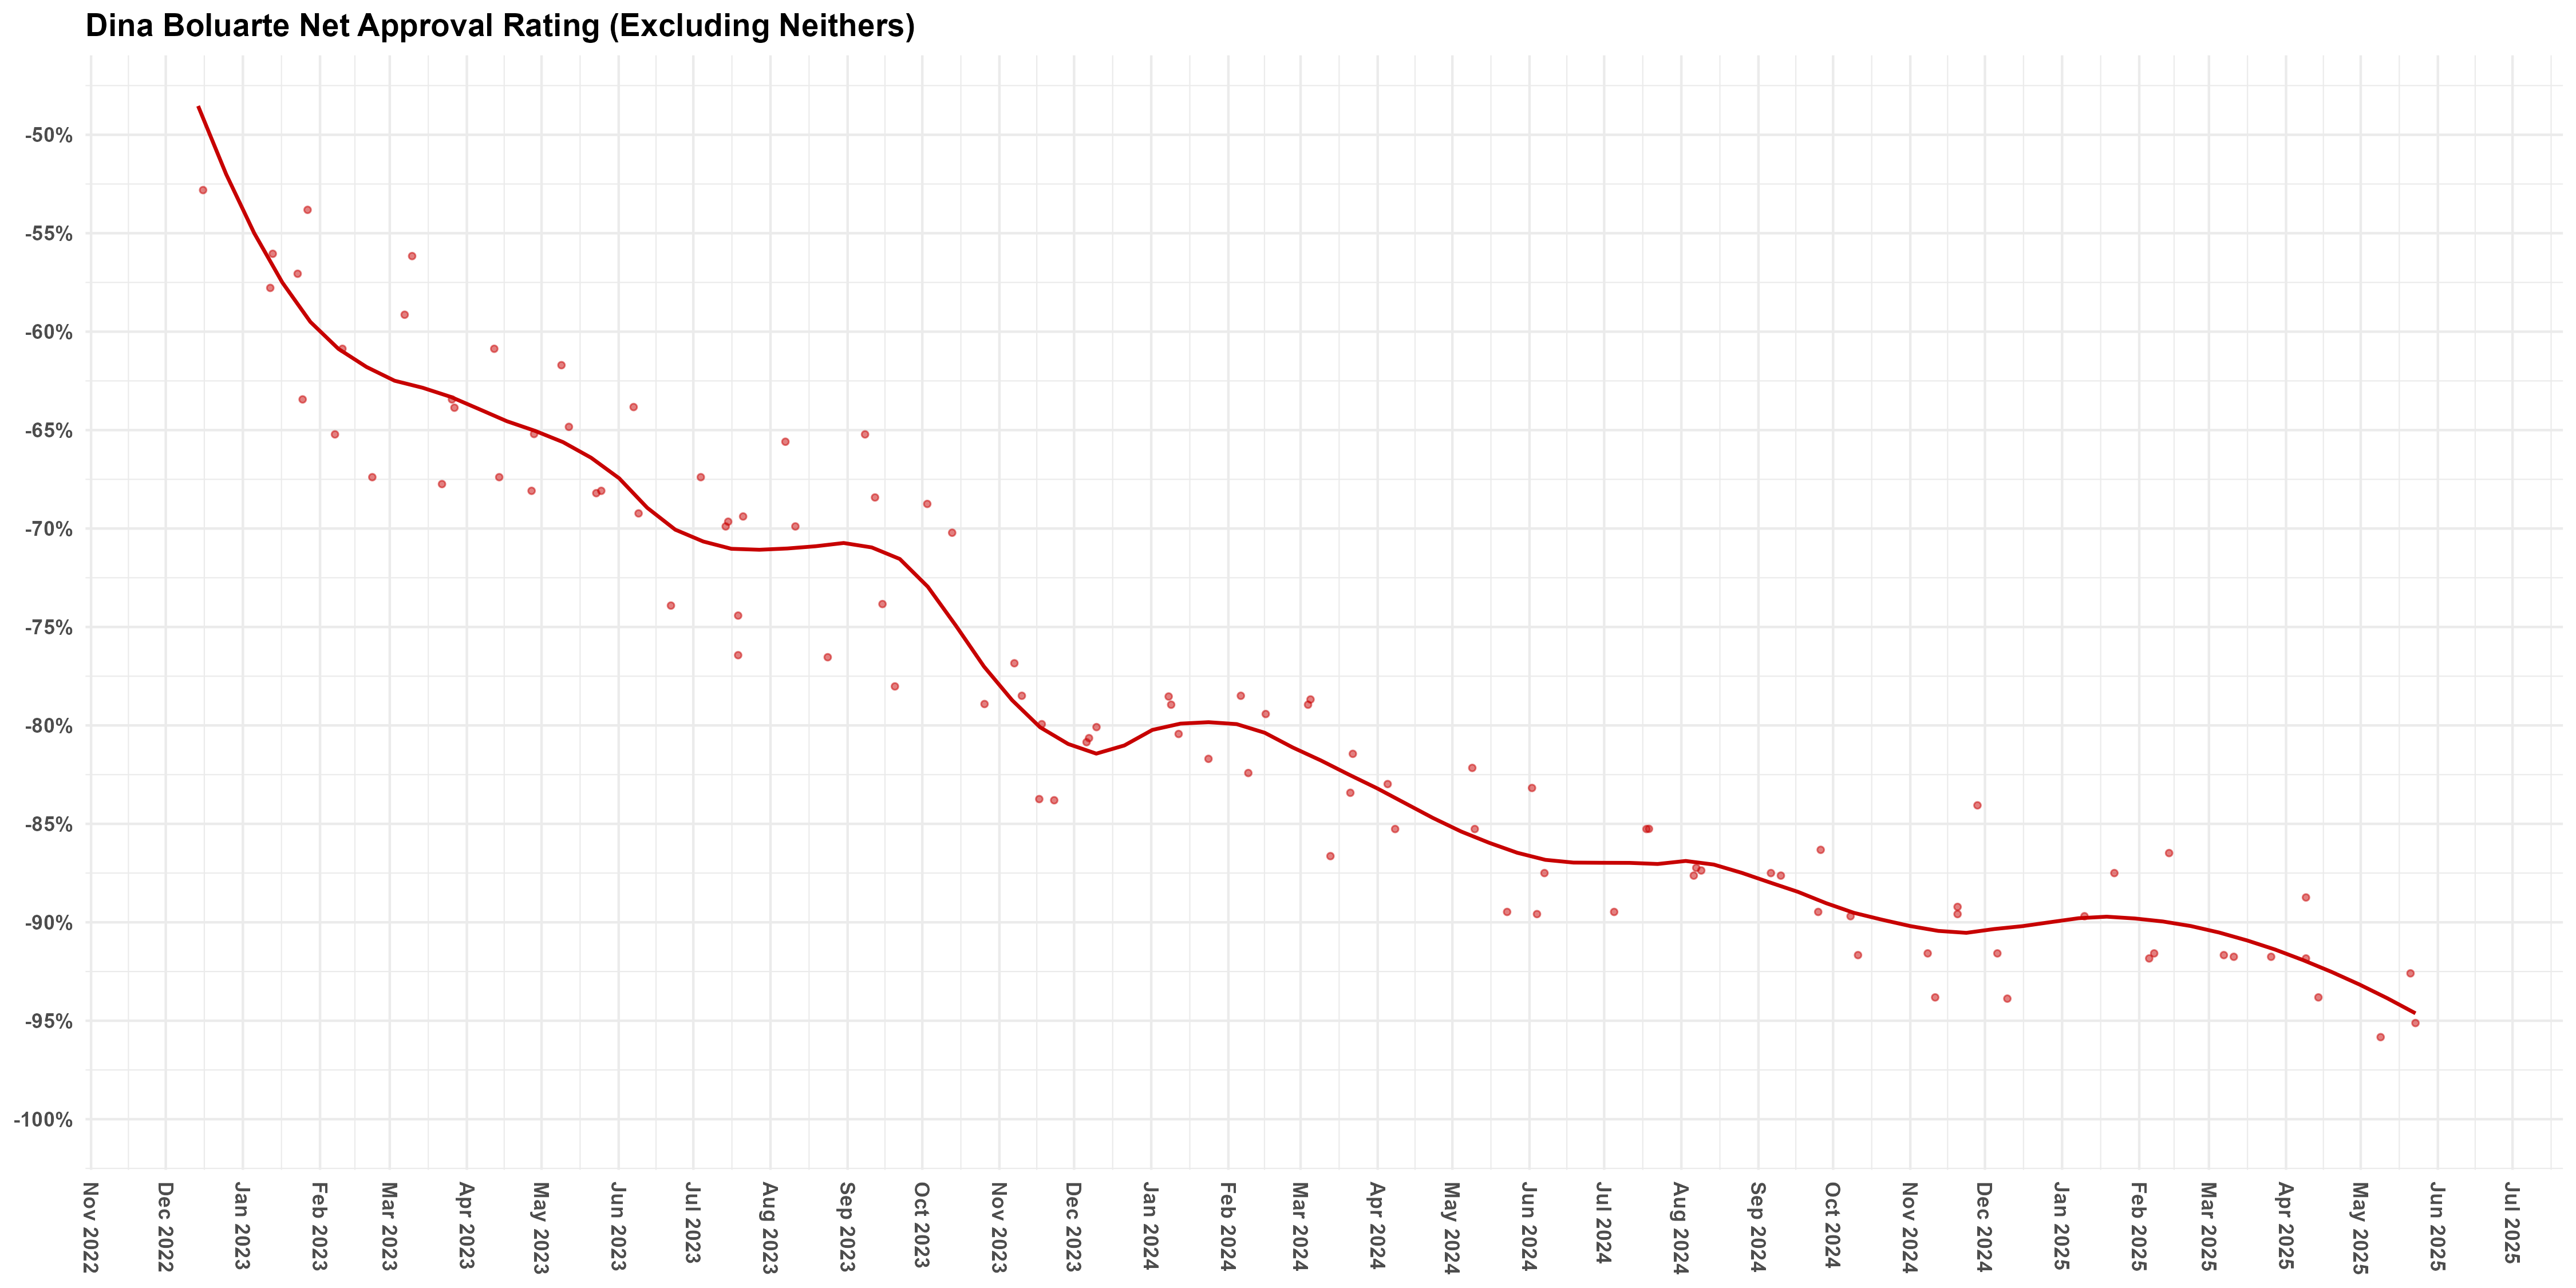 Dina Boluarte Net Approval Rating (Excluding Neithers)
-50%
-55%
-60%
-65%
-70%
-75%
-80%
-85%
-90%
-95%
-100%
Nov 2022
Dec 2022
Jan 2023
Feb 2023
Mar 2023
Apr 2023
May 2023
Jun 2023
Jul 2023
Aug 2023
Sep 2023
Oct 2023
Nov 2023
Dec 2023
Jan 2024
Feb 2024
Mar 2024
Apr 2024
May 2024
Jun 2024
Jul 2024
Aug 2024
Sep 2024
Oct 2024
Nov 2024
Dec 2024
Jan 2025
Feb 2025
Mar 2025
Apr 2025
May 2025
Jun 2025
Jul 2025